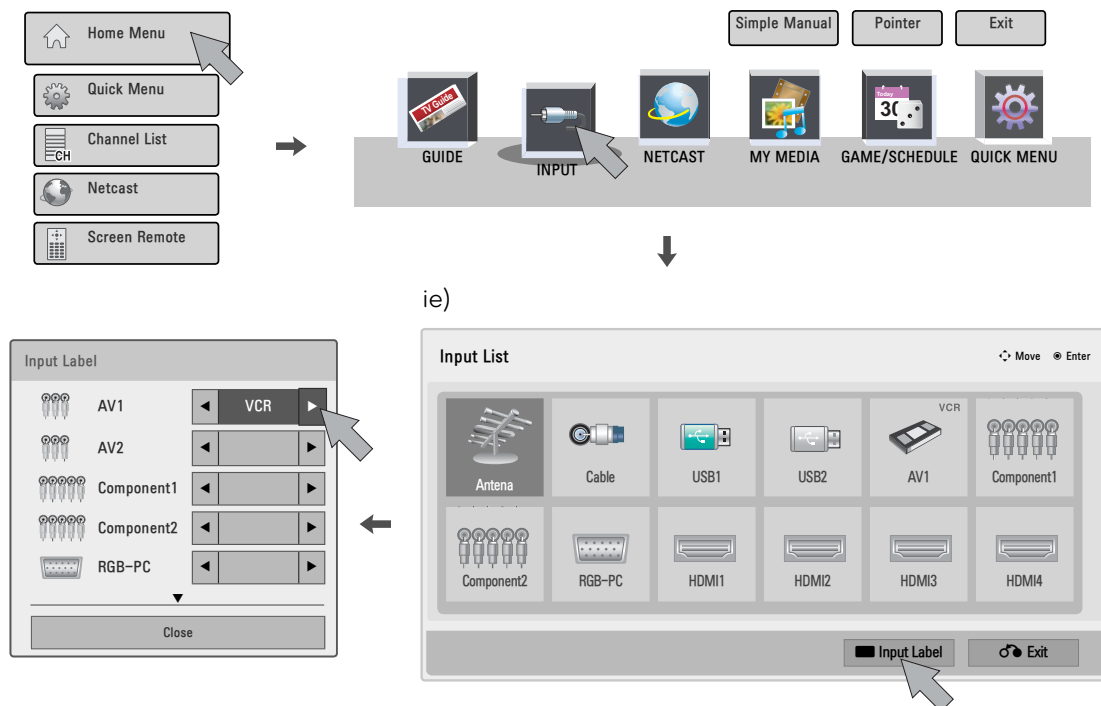 Home Menu
Quick Menu
CH
Channel List
Netcast
Screen Remote
Simple Manual
Pointer
Exit
TV Guide
Today
30
GUIDE
INPUT
NETCAST
MY MEDIA
GAME/SCHEDULE
QUICK MENU
ie)
Input List
Move
Enter
Antena
Cable
USB1
USB2
VCR
AV1
Component1
Component2
RGB-PC
HDMI1
HDMI2
HDMI3
HDMI4
Input Label
Exit
Input Label
AV1
VCR
AV2
Component1
Component2
RGB-PC
Close